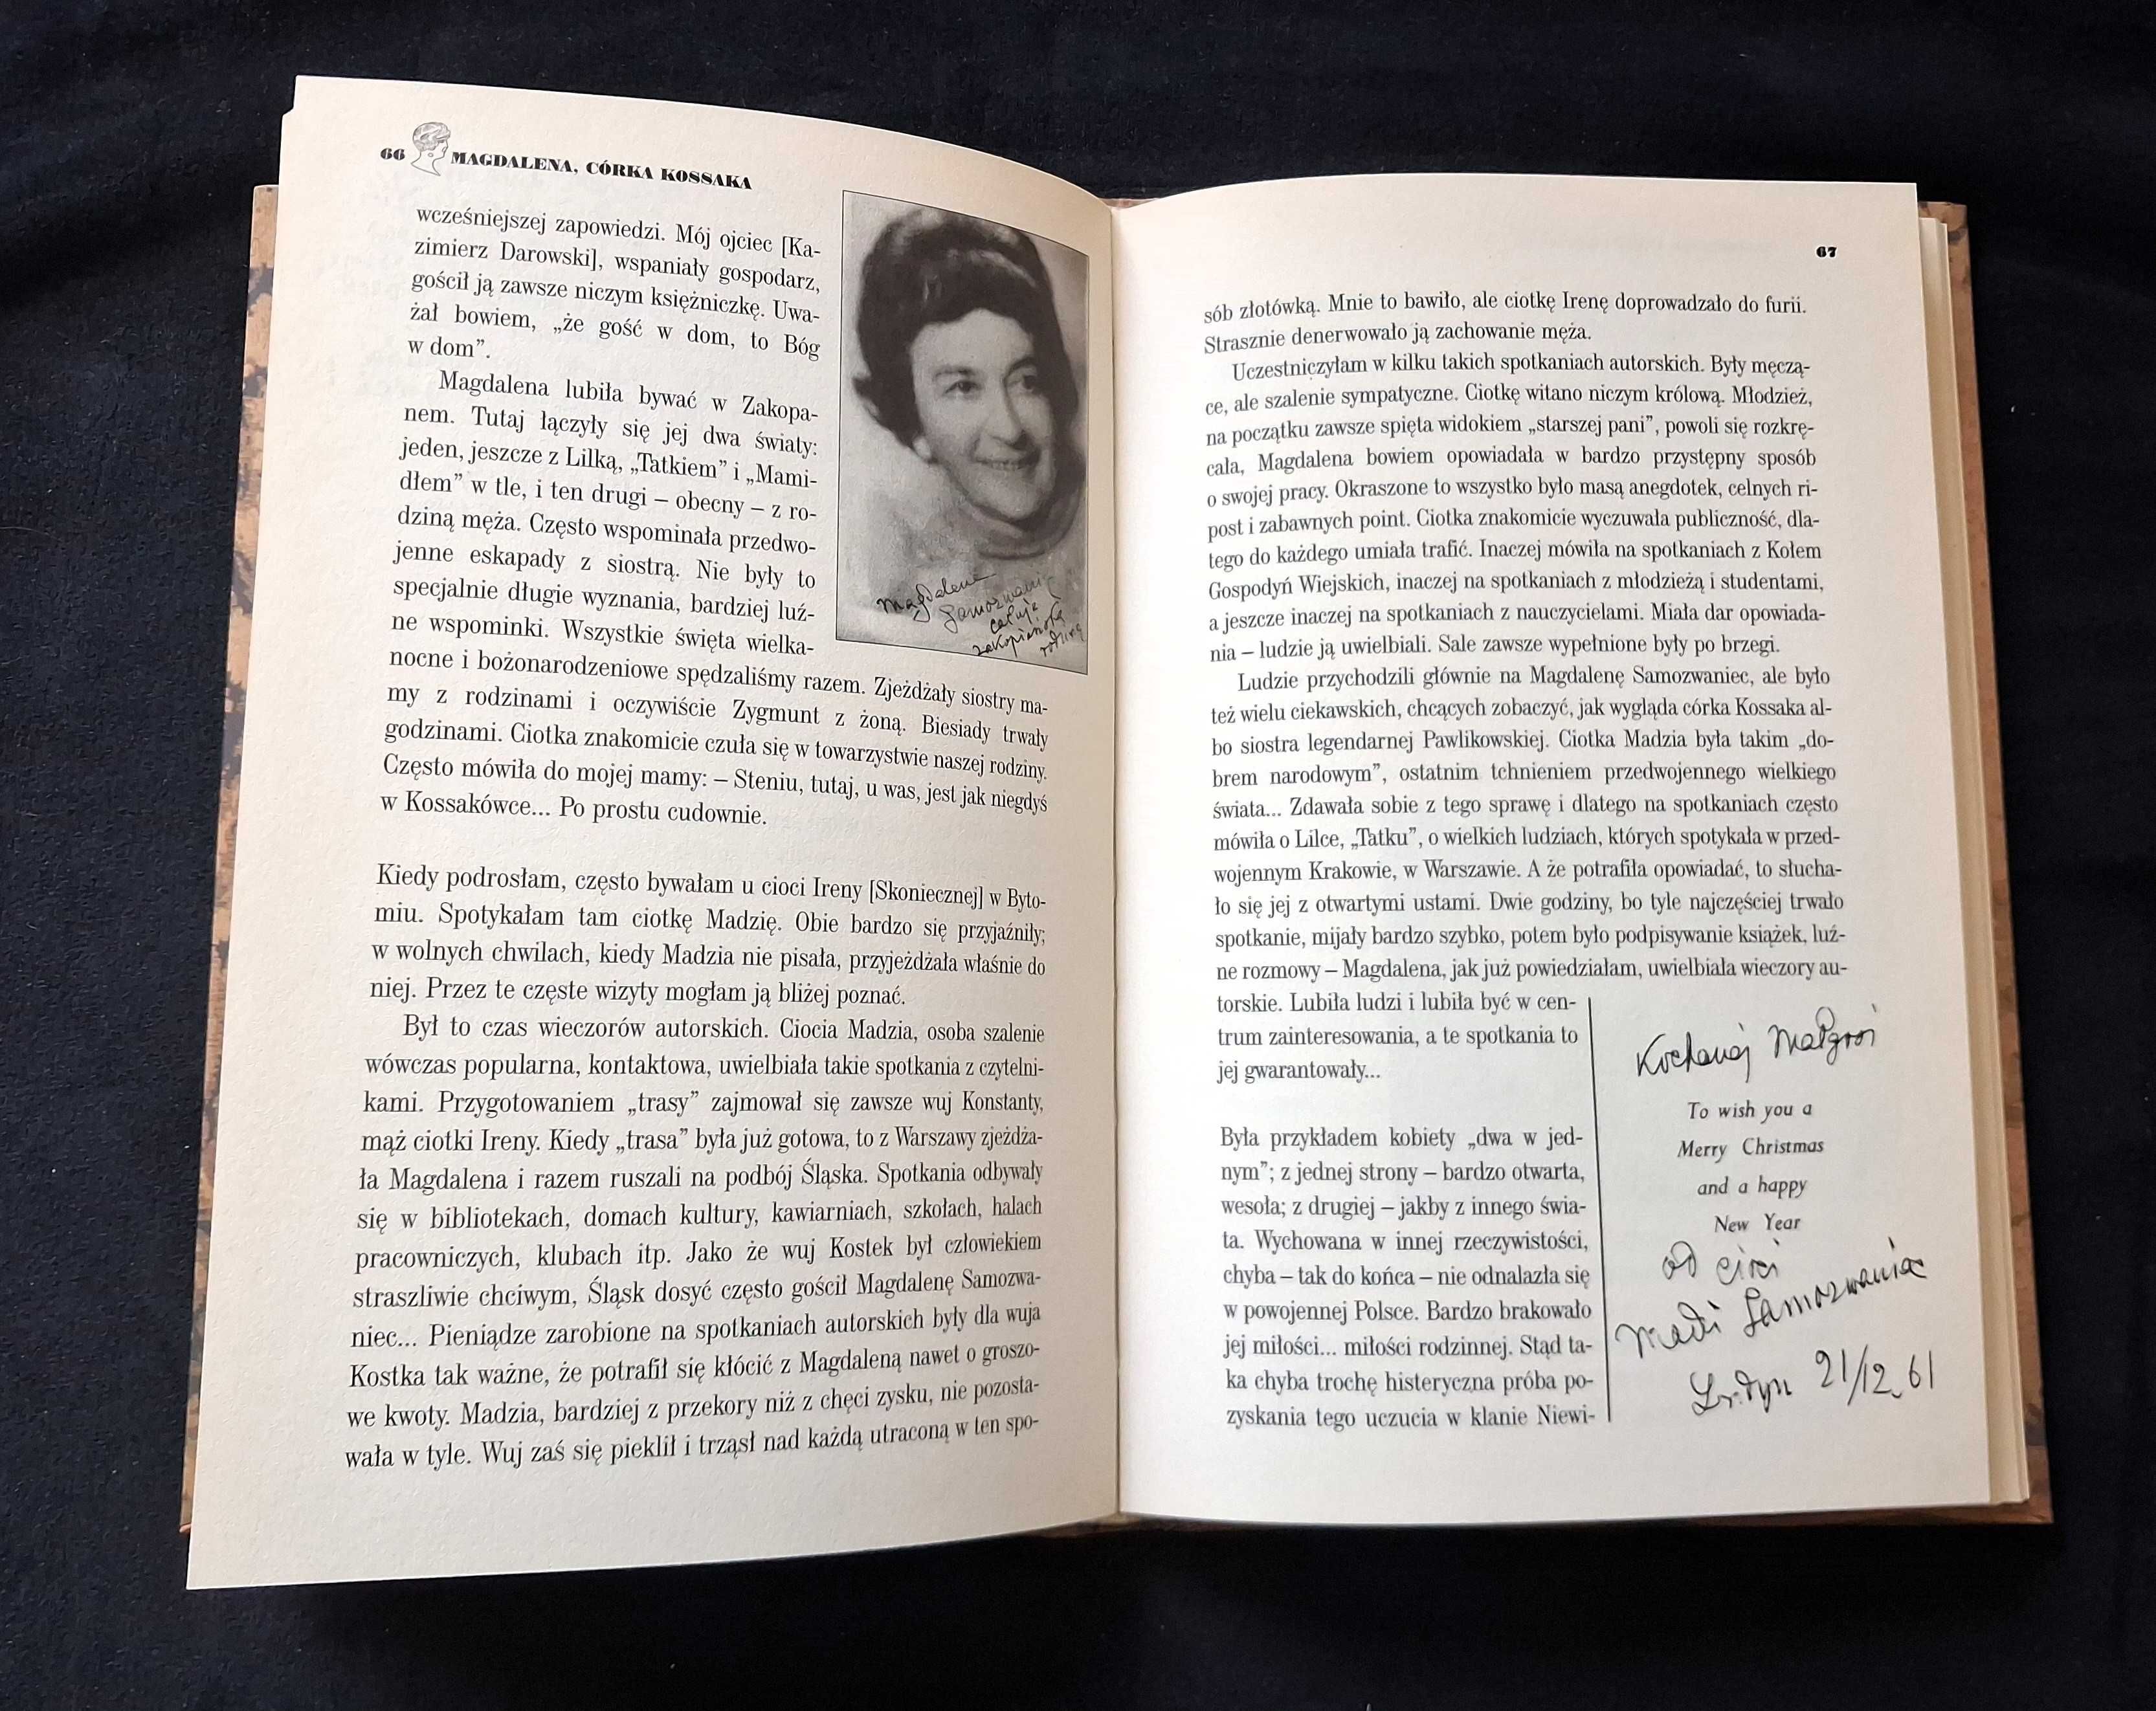 66 MAGDALENA, CÓRKA KOSSAKA
wcześniejszej zapowiedzi. Mój ojciec [Ka-
zimierz Darowski], wspaniały gospodarz,
gościł ją zawsze niczym księżniczkę. Uwa-
żał bowiem, „że gość w dom, to Bóg
w dom”.
Magdalena lubiła bywać w Zakopa-
nem. Tutaj łączyły się jej dwa światy:
jeden, jeszcze z Lilką, „Tatkiem” i „Mami-
dłem” w tle, i ten drugi – obecny – z ro-
dziną męża. Często wspominała przedwo-
jenne eskapady z siostrą. Nie były to
specjalnie długie wyznania, bardziej luź-
ne wspominki. Wszystkie święta wielka-
nocne i bożonarodzeniowe spędzaliśmy razem. Zjeżdżały siostry ma-
my z rodzinami i oczywiście Zygmunt z żoną. Biesiady trwały
godzinami. Ciotka znakomicie czuła się w towarzystwie naszej rodziny.
Często mówiła do mojej mamy: – Steniu, tutaj, u was, jest jak niegdyś
w Kossakówce... Po prostu cudownie.
Magdalena
Samozwaniec
całuje
zakopiańską
rodzinę
Kiedy podrosłam, często bywałam u cioci Ireny [Skoniecznej] w Byto-
miu. Spotykałam tam ciotkę Madzię. Obie bardzo się przyjaźniły;
w wolnych chwilach, kiedy Madzia nie pisała, przyjeżdżała właśnie do
niej. Przez te częste wizyty mogłam ją bliżej poznać.
Był to czas wieczorów autorskich. Ciocia Madzia, osoba szalenie
wówczas popularna, kontaktowa, uwielbiała takie spotkania z czytelni-
kami. Przygotowaniem „trasy” zajmował się zawsze wuj Konstanty,
mąż ciotki Ireny. Kiedy „trasa” była już gotowa, to z Warszawy zjeżdża-
ła Magdalena i razem ruszali na podbój Śląska. Spotkania odbywały
się w bibliotekach, domach kultury, kawiarniach, szkołach, halach
pracowniczych, klubach itp. Jako że wuj Kostek był człowiekiem
straszliwie chciwym, Śląsk dosyć często gościł Magdalenę Samozwa-
niec... Pieniądze zarobione na spotkaniach autorskich były dla wuja
Kostka tak ważne, że potrafił się kłócić z Magdaleną nawet o groszo-
we kwoty. Madzia, bardziej z przekory niż z chęci zysku, nie pozosta-
wała w tyle. Wuj zaś się pieklił i trząsł nad każdą utraconą w ten spo-
67
sób złotówką. Mnie to bawiło, ale ciotkę Irenę doprowadzało do furii.
Strasznie denerwowało ją zachowanie męża.
Uczestniczyłam w kilku takich spotkaniach autorskich. Były męczą-
ce, ale szalenie sympatyczne. Ciotkę witano niczym królową. Młodzież,
na początku zawsze spięta widokiem „starszej pani”, powoli się rozkrę-
cała, Magdalena bowiem opowiadała w bardzo przystępny sposób
o swojej pracy. Okraszone to wszystko było masą anegdotek, celnych ri-
post i zabawnych point. Ciotka znakomicie wyczuwała publiczność, dla-
tego do każdego umiała trafić. Inaczej mówiła na spotkaniach z Kołem
Gospodyń Wiejskich, inaczej na spotkaniach z młodzieżą i studentami,
a jeszcze inaczej na spotkaniach z nauczycielami. Miała dar opowiada-
nia – ludzie ją uwielbiali. Sale zawsze wypełnione były po brzegi.
Ludzie przychodzili głównie na Magdalenę Samozwaniec, ale było
też wielu ciekawskich, chcących zobaczyć, jak wygląda córka Kossaka al-
bo siostra legendarnej Pawlikowskiej. Ciotka Madzia była takim „do-
brem narodowym”, ostatnim tchnieniem przedwojennego wielkiego
świata... Zdawała sobie z tego sprawę i dlatego na spotkaniach często
mówiła o Lilce, „Tatku”, o wielkich ludziach, których spotykała w przed-
wojennym Krakowie, w Warszawie. A że potrafiła opowiadać, to słucha-
ło się jej z otwartymi ustami. Dwie godziny, bo tyle najczęściej trwało
spotkanie, mijały bardzo szybko, potem było podpisywanie książek, luź-
ne rozmowy – Magdalena, jak już powiedziałam, uwielbiała wieczory au-
torskie. Lubiła ludzi i lubiła być w cen-
trum zainteresowania, a te spotkania to
jej gwarantowały...
Była przykładem kobiety „dwa w jed-
nym”; z jednej strony – bardzo otwarta,
wesoła; z drugiej – jakby z innego świa-
ta. Wychowana w innej rzeczywistości,
chyba – tak do końca – nie odnalazła się
w powojennej Polsce. Bardzo brakowało
jej miłości... miłości rodzinnej. Stąd ta-
ka chyba trochę histeryczna próba po-
zyskania tego uczucia w klanie Niewi-
Kochanej Małgosi
To wish you a
Merry Christmas
and a happy
New Year
od cioci
Madzi Samozwaniec
Londyn 21/12.61